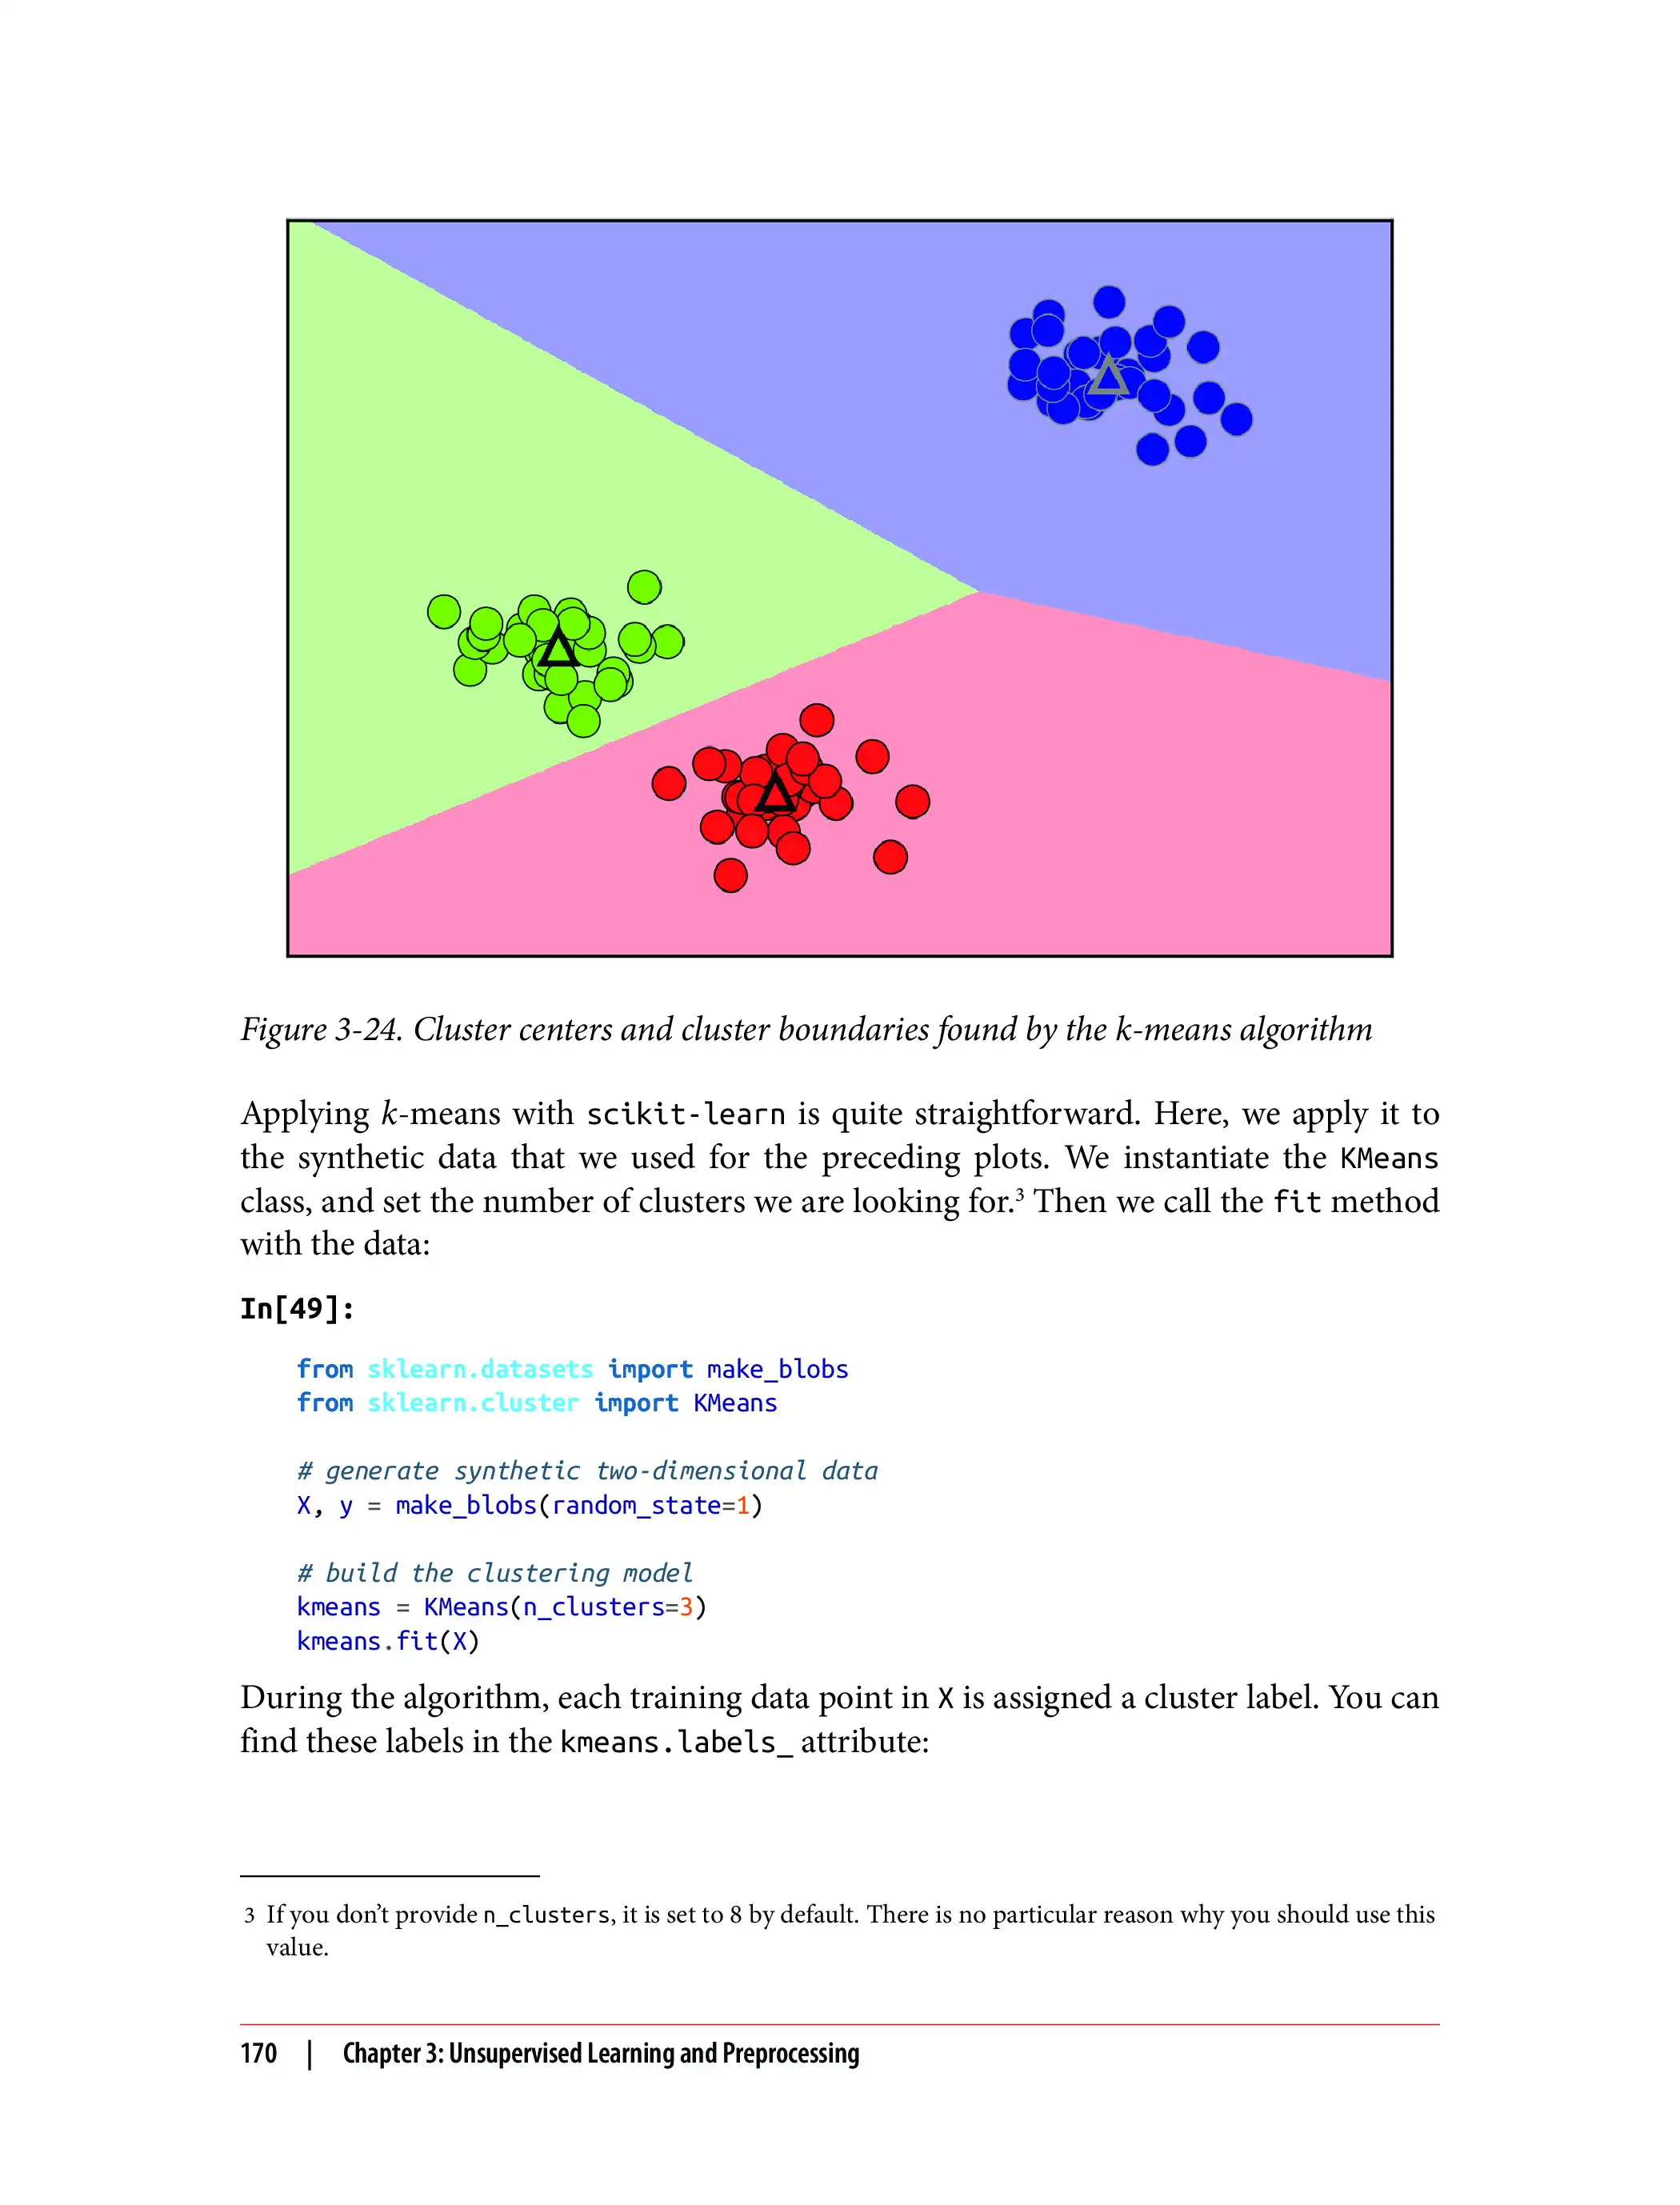 Figure 3-24. Cluster centers and cluster boundaries found by the k-means algorithm
Applying k-means with scikit-learn is quite straightforward. Here, we apply it to
the synthetic data that we used for the preceding plots. We instantiate the KMeans
class, and set the number of clusters we are looking for.³ Then we call the fit method
with the data:
In[49]:
from sklearn.datasets import make_blobs
from sklearn.cluster import KMeans
# generate synthetic two-dimensional data
X, y = make_blobs(random_state=1)
# build the clustering model
kmeans = KMeans(n_clusters=3)
kmeans.fit(X)
During the algorithm, each training data point in X is assigned a cluster label. You can
find these labels in the kmeans.labels_ attribute:
3 If you don’t provide n_clusters, it is set to 8 by default. There is no particular reason why you should use this
value.
170 | Chapter 3: Unsupervised Learning and Preprocessing